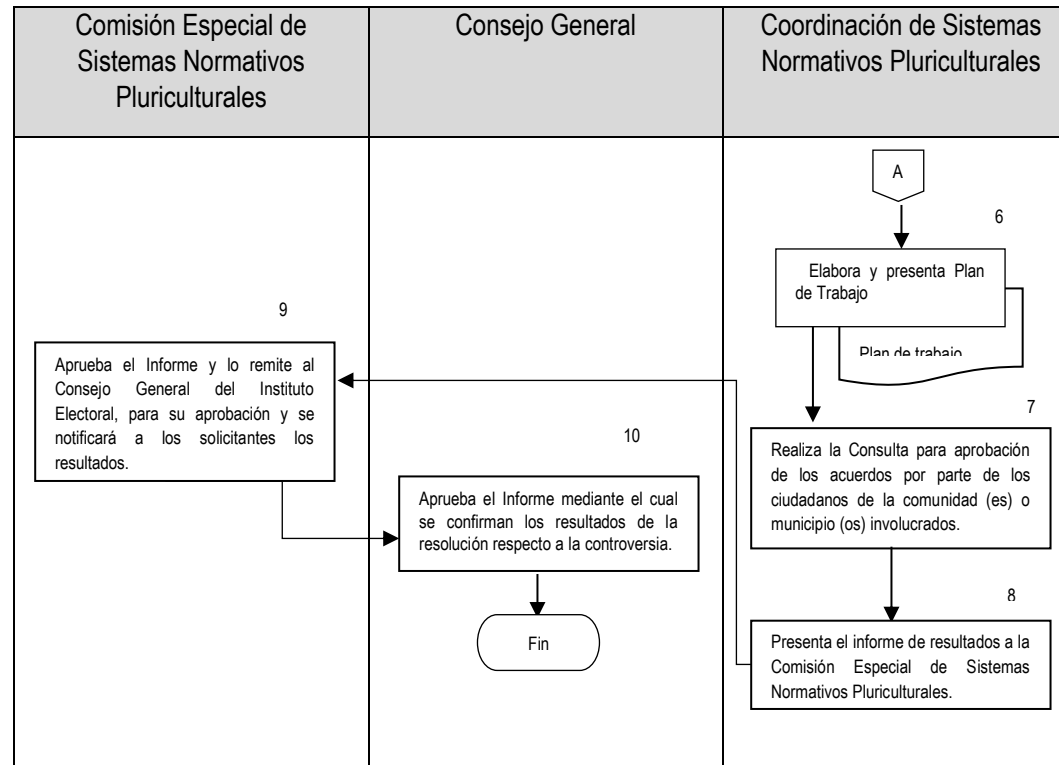 Comisión Especial de
Sistemas Normativos
Pluriculturales
Consejo General
Coordinación de Sistemas
Normativos Pluriculturales
A
6
Elabora y presenta Plan
de Trabajo
Plan de trabajo
7
Realiza la Consulta para aprobación
de los acuerdos por parte de los
ciudadanos de la comunidad (es) o
municipio (os) involucrados.
8
Presenta el informe de resultados a la
Comisión Especial de Sistemas
Normativos Pluriculturales.
9
Aprueba el Informe y lo remite al
Consejo General del Instituto
Electoral, para su aprobación y se
notificará a los solicitantes los
resultados.
10
Aprueba el Informe mediante el cual
se confirman los resultados de la
resolución respecto a la controversia.
Fin